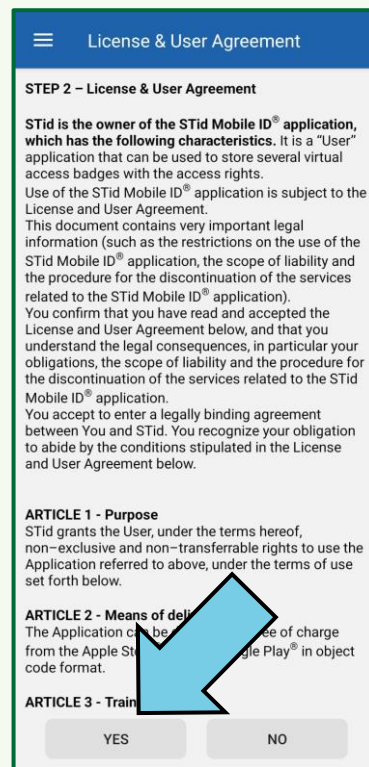 License & User Agreement
STEP 2 – License & User Agreement
STid is the owner of the STid Mobile ID® application,
which has the following characteristics. It is a “User”
application that can be used to store several virtual
access badges with the access rights.
Use of the STid Mobile ID® application is subject to the
License and User Agreement.
This document contains very important legal
information (such as the restrictions on the use of the
STid Mobile ID® application, the scope of liability and
the procedure for the discontinuation of the services
related to the STid Mobile ID® application).
You confirm that you have read and accepted the
License and User Agreement below, and that you
understand the legal consequences, in particular your
obligations, the scope of liability and the procedure for
the discontinuation of the services related to the STid
Mobile ID® application.
You accept to enter a legally binding agreement
between You and STid. You recognize your obligation
to abide by the conditions stipulated in the License
and User Agreement below.
ARTICLE 1 - Purpose
STid grants the User, under the terms hereof,
non–exclusive and non–transferrable rights to use the
Application referred to above, under the terms of use
set forth below.
ARTICLE 2 - Means of
The Application can be of charge
from the Apple Play® in object
code format.
ARTICLE 3 -
YES NO